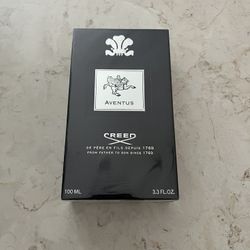 AVENTUS
CREED
DE PÈRE EN FILS DEPUIS 1760
FROM FATHER TO SON SINCE 1760
100 ML 3.3 FL.OZ.